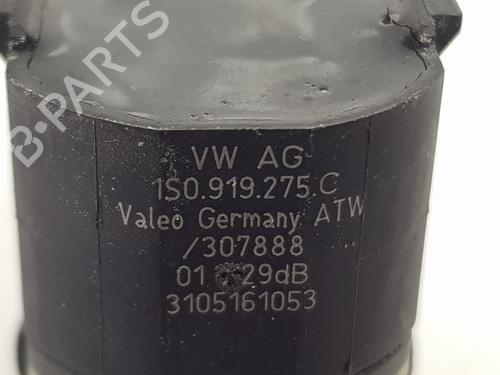 B-PARTS
VW AG
1S0.919.275.C
Valeo Germany ATW
/307888
01 29dB
3105161053